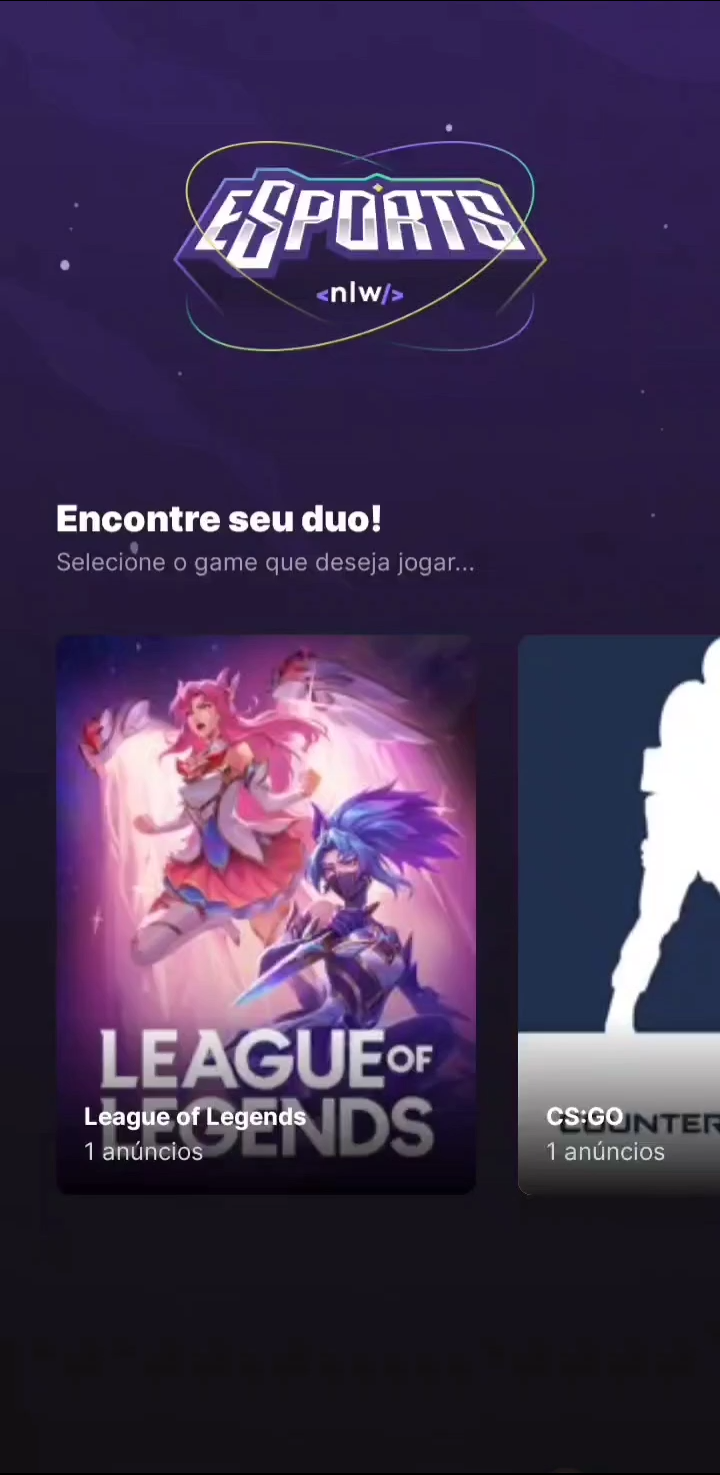 ESPORTS
<nlw/>
Encontre seu duo!
Selecione o game que deseja jogar...
LEAGUE OF
LEGENDS
League of Legends
1 anúncios
COUNTER
CS:GO
1 anúncios